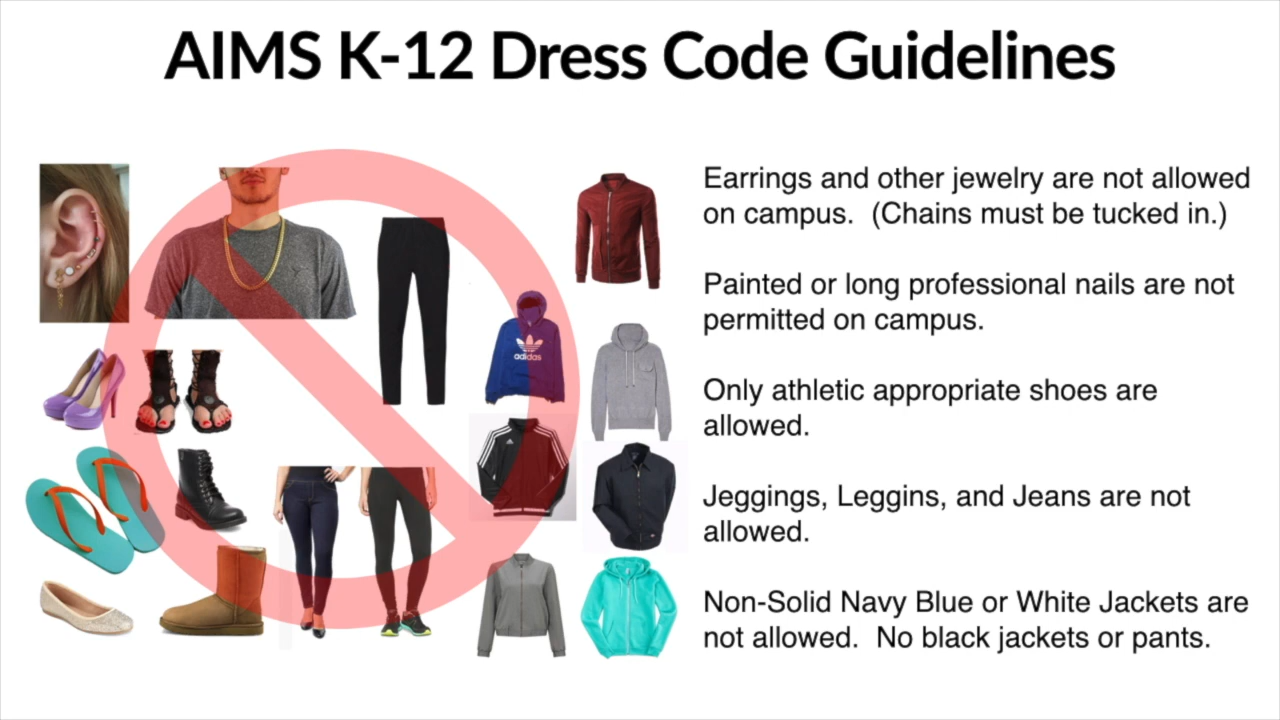 AIMS K-12 Dress Code Guidelines
Earrings and other jewelry are not allowed
on campus.  (Chains must be tucked in.)
Painted or long professional nails are not
permitted on campus.
Only athletic appropriate shoes are
allowed.
Jeggings, Leggins, and Jeans are not
allowed.
Non-Solid Navy Blue or White Jackets are
not allowed.  No black jackets or pants.
adidas